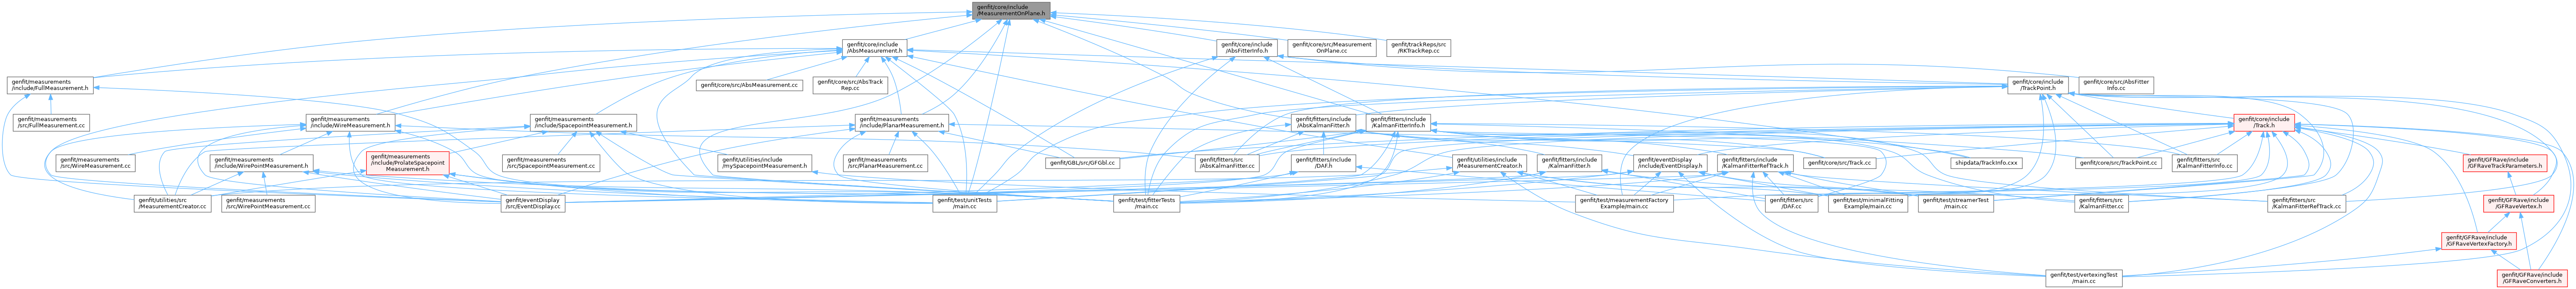 genfit/core/include
/MeasurementOnPlane.h
genfit/core/include
/AbsMeasurement.h
genfit/core/include
/AbsFitterInfo.h
genfit/core/src/Measurement
OnPlane.cc
genfit/trackReps/src
/RKTrackRep.cc
genfit/measurements
/include/FullMeasurement.h
genfit/core/src/AbsMeasurement.cc
genfit/core/src/AbsTrack
Rep.cc
genfit/core/include
/TrackPoint.h
genfit/core/src/AbsFitter
Info.cc
genfit/measurements
/src/FullMeasurement.cc
genfit/measurements
/include/WireMeasurement.h
genfit/measurements
/include/SpacepointMeasurement.h
genfit/measurements
/include/PlanarMeasurement.h
genfit/fitters/include
/AbsKalmanFitter.h
genfit/fitters/include
/KalmanFitterInfo.h
genfit/core/include
/Track.h
genfit/measurements
/src/WireMeasurement.cc
genfit/measurements
/include/WirePointMeasurement.h
genfit/measurements
/include/ProlateSpacepoint
Measurement.h
genfit/measurements
/src/SpacepointMeasurement.cc
genfit/utilities/include
/mySpacepointMeasurement.h
genfit/measurements
/src/PlanarMeasurement.cc
genfit/GBL/src/GFGbl.cc
genfit/fitters/src
/AbsKalmanFitter.cc
genfit/fitters/include
/DAF.h
genfit/utilities/include
/MeasurementCreator.h
genfit/fitters/include
/KalmanFitter.h
genfit/eventDisplay
/include/EventDisplay.h
genfit/fitters/include
/KalmanFitterRefTrack.h
genfit/core/src/Track.cc
shipdata/TrackInfo.cxx
genfit/core/src/TrackPoint.cc
genfit/fitters/src
/KalmanFitterInfo.cc
genfit/GFRave/include
/GFRaveTrackParameters.h
genfit/utilities/src
/MeasurementCreator.cc
genfit/measurements
/src/WirePointMeasurement.cc
genfit/eventDisplay
/src/EventDisplay.cc
genfit/test/unitTests
/main.cc
genfit/test/fitterTests
/main.cc
genfit/test/measurementFactory
Example/main.cc
genfit/fitters/src
/DAF.cc
genfit/test/minimalFitting
Example/main.cc
genfit/test/streamerTest
/main.cc
genfit/fitters/src
/KalmanFitter.cc
genfit/fitters/src
/KalmanFitterRefTrack.cc
genfit/GFRave/include
/GFRaveVertex.h
genfit/GFRave/include
/GFRaveVertexFactory.h
genfit/test/vertexingTest
/main.cc
genfit/GFRave/include
/GFRaveConverters.h